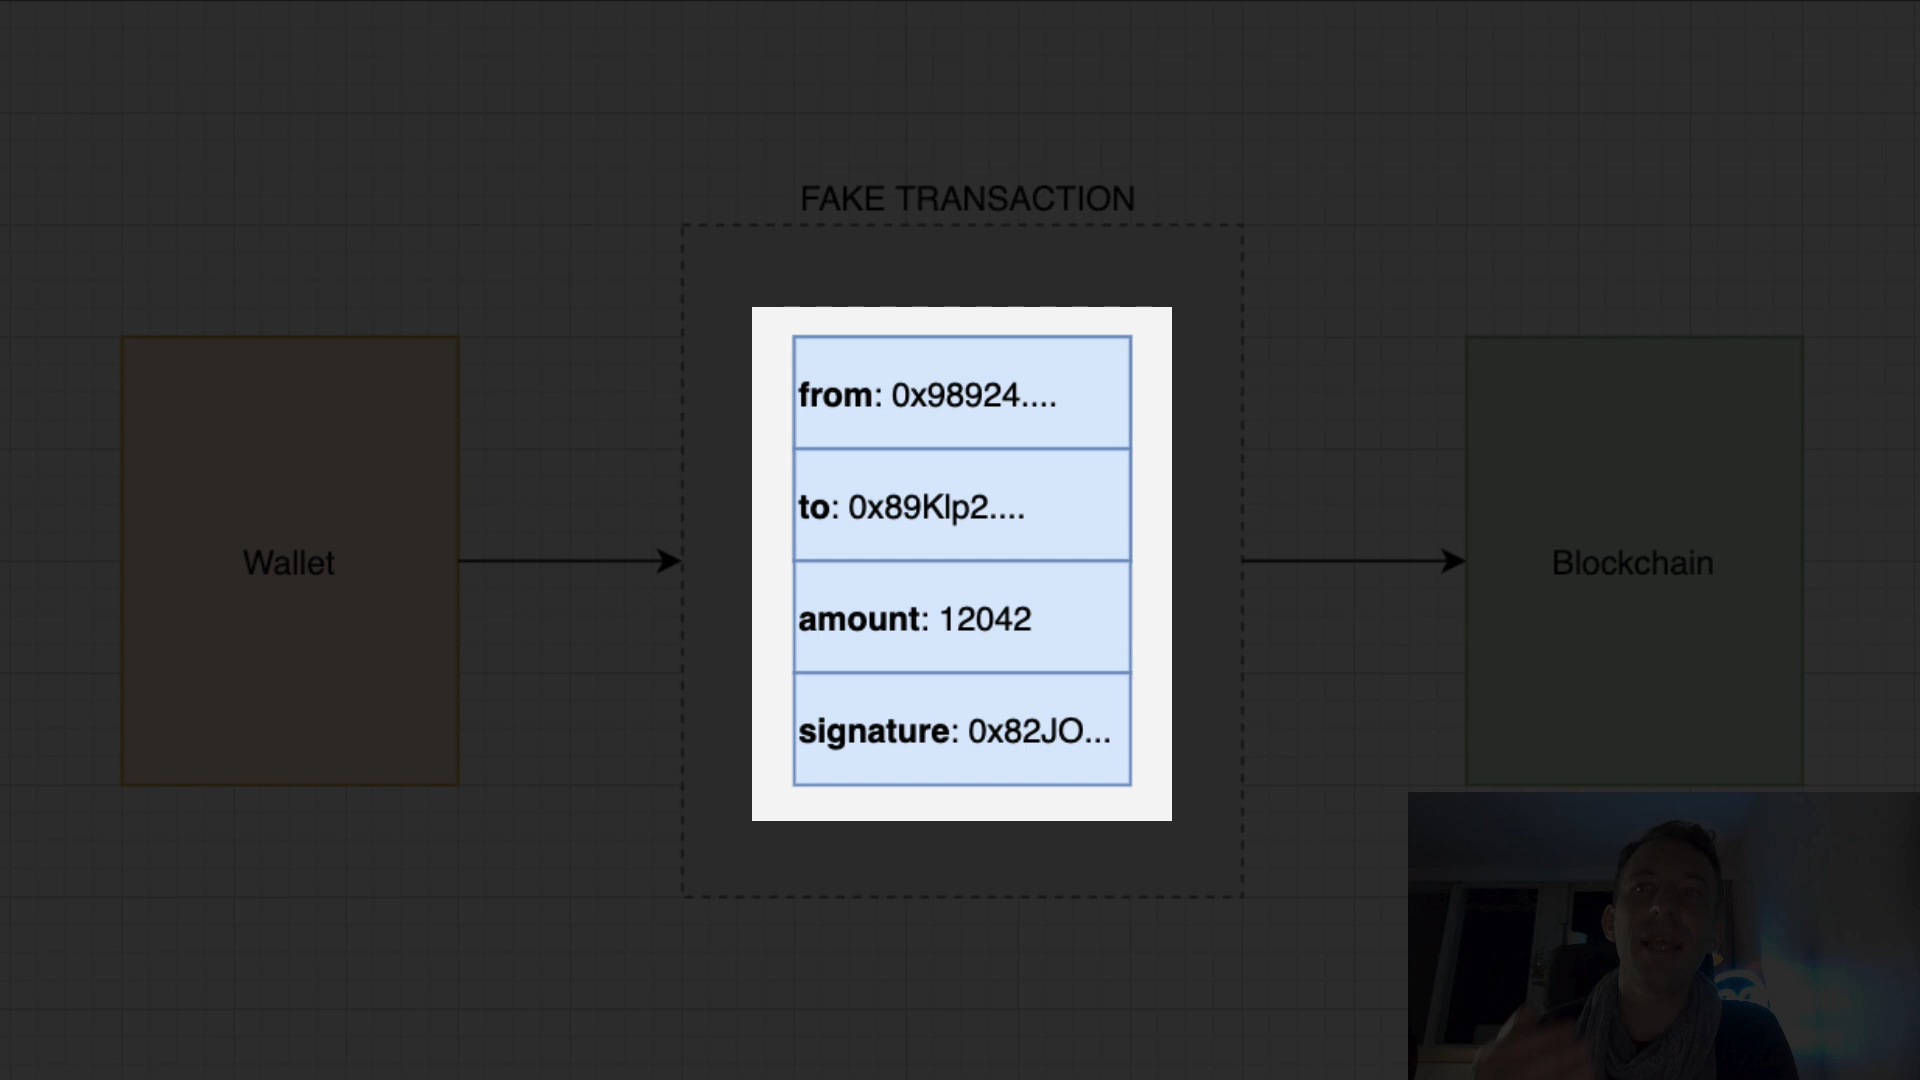 FAKE TRANSACTION
from: 0x98924....
to: 0x89Klp2....
amount: 12042
signature: 0x82JO...
Wallet
Blockchain